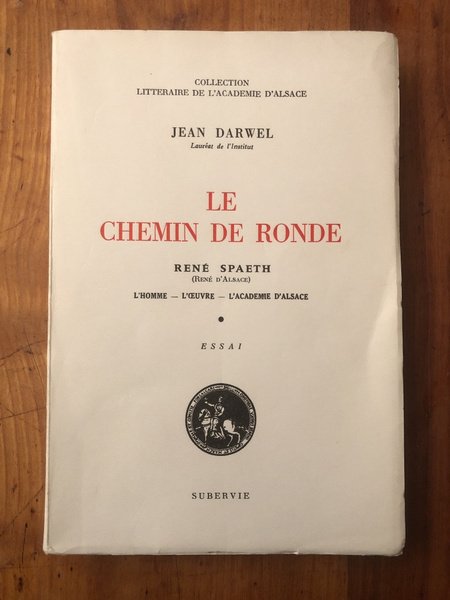 COLLECTION
LITTERAIRE DE L'ACADEMIE D'ALSACE
JEAN DARWEL
Lauréat de l'Institut
LE
CHEMIN DE RONDE
RENÉ SPAETH
(RENÉ D'ALSACE)
L'HOMME — L'ŒUVRE — L'ACADEMIE D'ALSACE
ESSAI
SUBERVIE